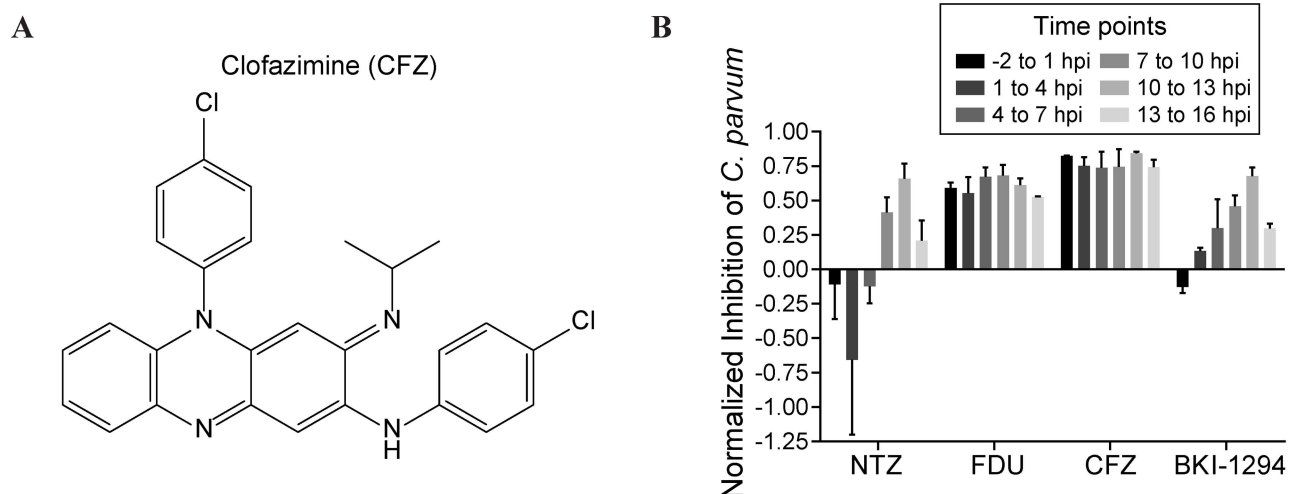 A
Clofazimine (CFZ)
Cl
N
N
Cl
N
N
H
B
Time points
-2 to 1 hpi
7 to 10 hpi
1 to 4 hpi
10 to 13 hpi
4 to 7 hpi
13 to 16 hpi
Normalized Inhibition of C. parvum
1.00
0.75
0.50
0.25
0.00
-0.25
-0.50
-0.75
-1.00
-1.25
NTZ FDU CFZ BKI-1294